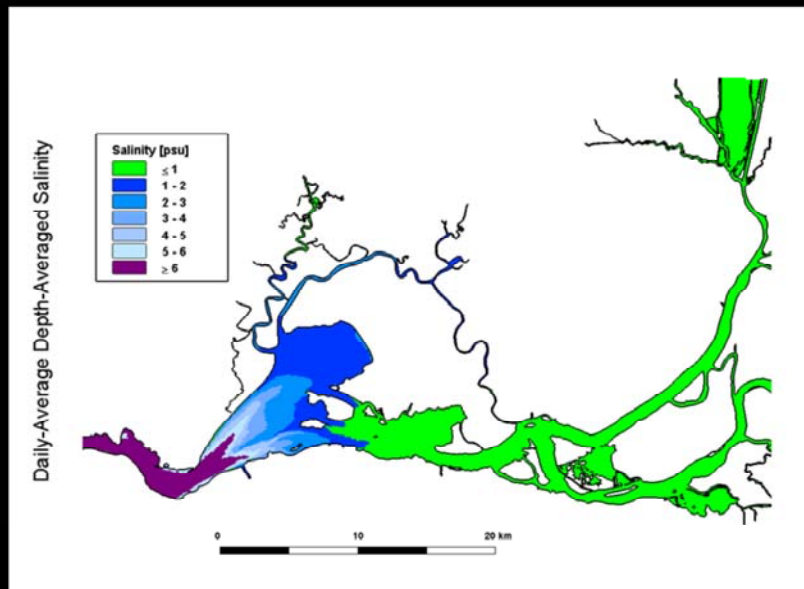 Daily-Average Depth-Averaged Salinity
Salinity [psu]
≤ 1
1 - 2
2 - 3
3 - 4
4 - 5
5 - 6
≥ 6
0 10 20 km